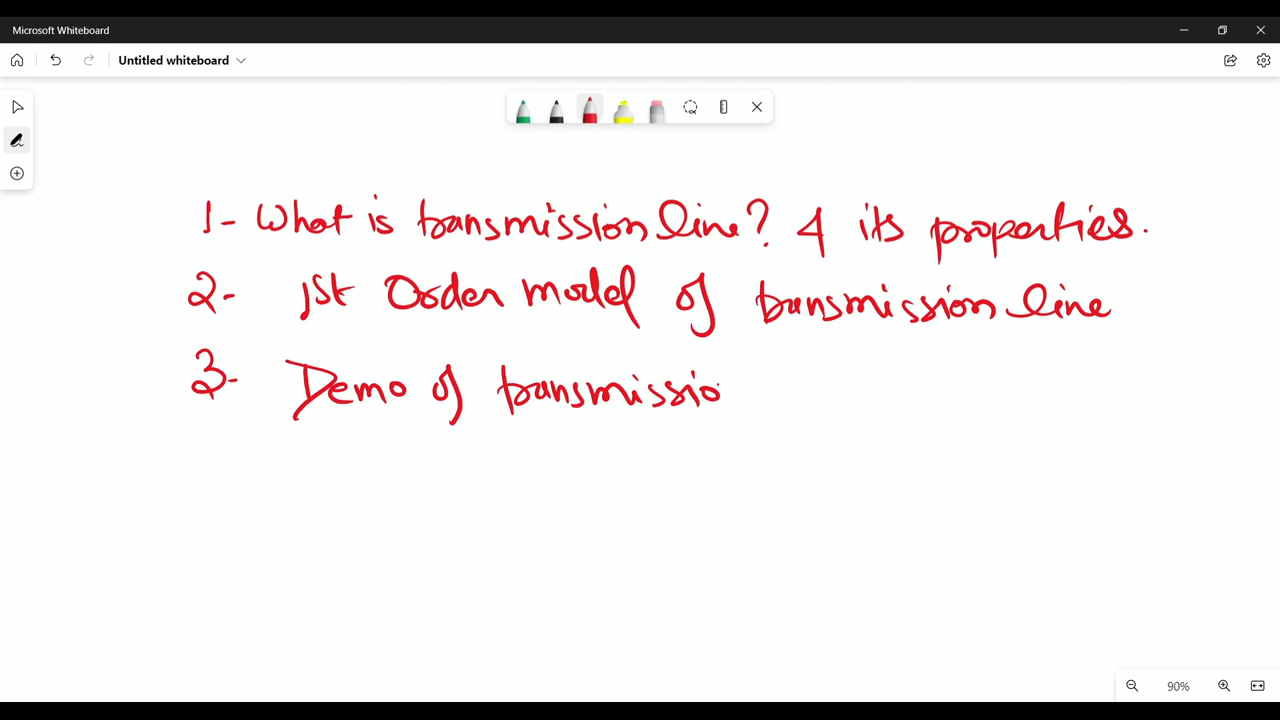 Microsoft Whiteboard
Untitled whiteboard
1- What is transmission line? & its properties.
2- 1st Order model of transmission line
3- Demo of transmissio
90%